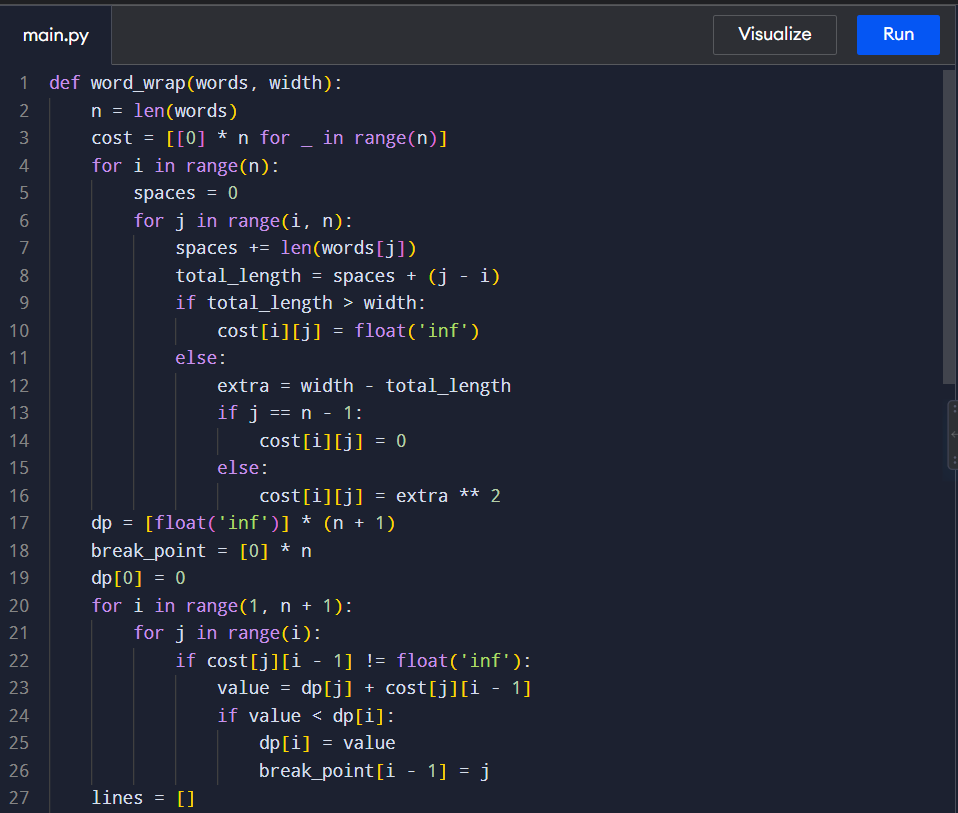 main.py
Visualize
Run
1 def word_wrap(words, width):
2     n = len(words)
3     cost = [[0] * n for _ in range(n)]
4     for i in range(n):
5         spaces = 0
6         for j in range(i, n):
7             spaces += len(words[j])
8             total_length = spaces + (j - i)
9             if total_length > width:
10                 cost[i][j] = float('inf')
11             else:
12                 extra = width - total_length
13                 if j == n - 1:
14                     cost[i][j] = 0
15                 else:
16                     cost[i][j] = extra ** 2
17     dp = [float('inf')] * (n + 1)
18     break_point = [0] * n
19     dp[0] = 0
20     for i in range(1, n + 1):
21         for j in range(i):
22             if cost[j][i - 1] != float('inf'):
23                 value = dp[j] + cost[j][i - 1]
24                 if value < dp[i]:
25                     dp[i] = value
26                     break_point[i - 1] = j
27     lines = []